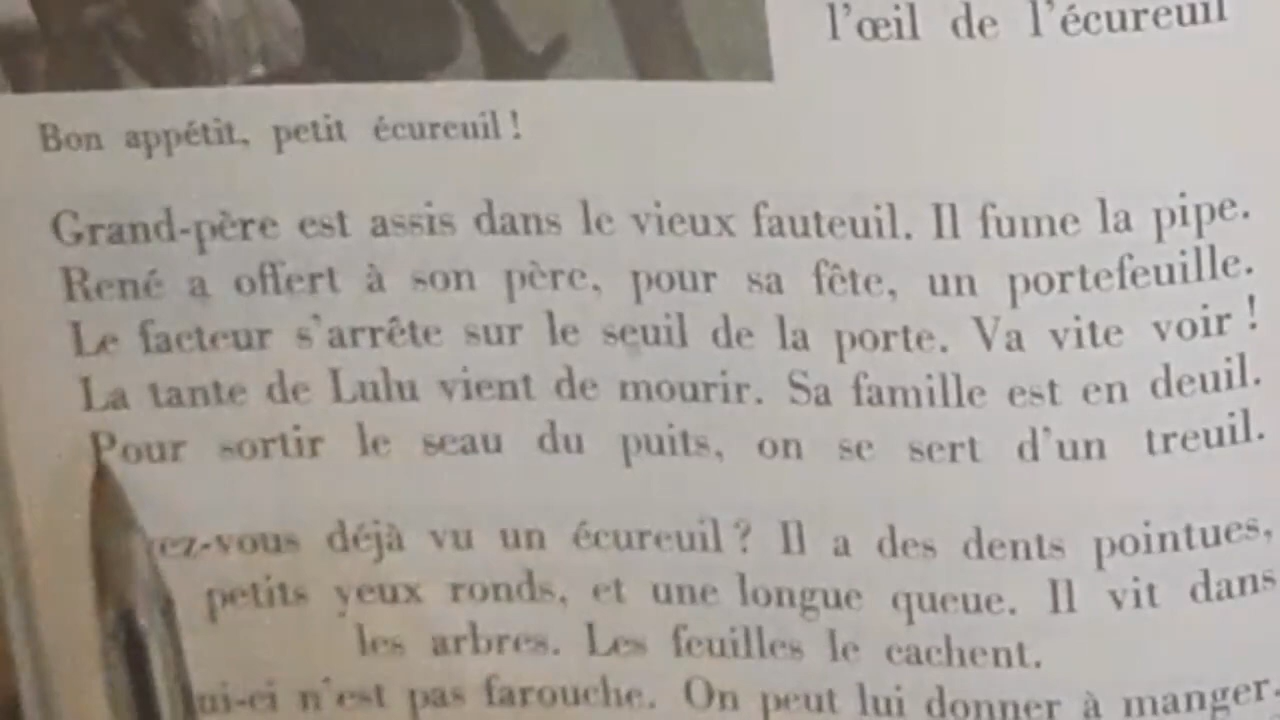 l'œil de l'écureuil
Bon appétit, petit écureuil !
Grand-père est assis dans le vieux fauteuil. Il fume la pipe.
René a offert à son père, pour sa fête, un portefeuille.
Le facteur s'arrête sur le seuil de la porte. Va vite voir !
La tante de Lulu vient de mourir. Sa famille est en deuil.
Pour sortir le seau du puits, on se sert d'un treuil.
ez-vous déjà vu un écureuil ? Il a des dents pointues,
petits yeux ronds, et une longue queue. Il vit dans
les arbres. Les feuilles le cachent.
ui-ci n'est pas farouche. On peut lui donner à manger.